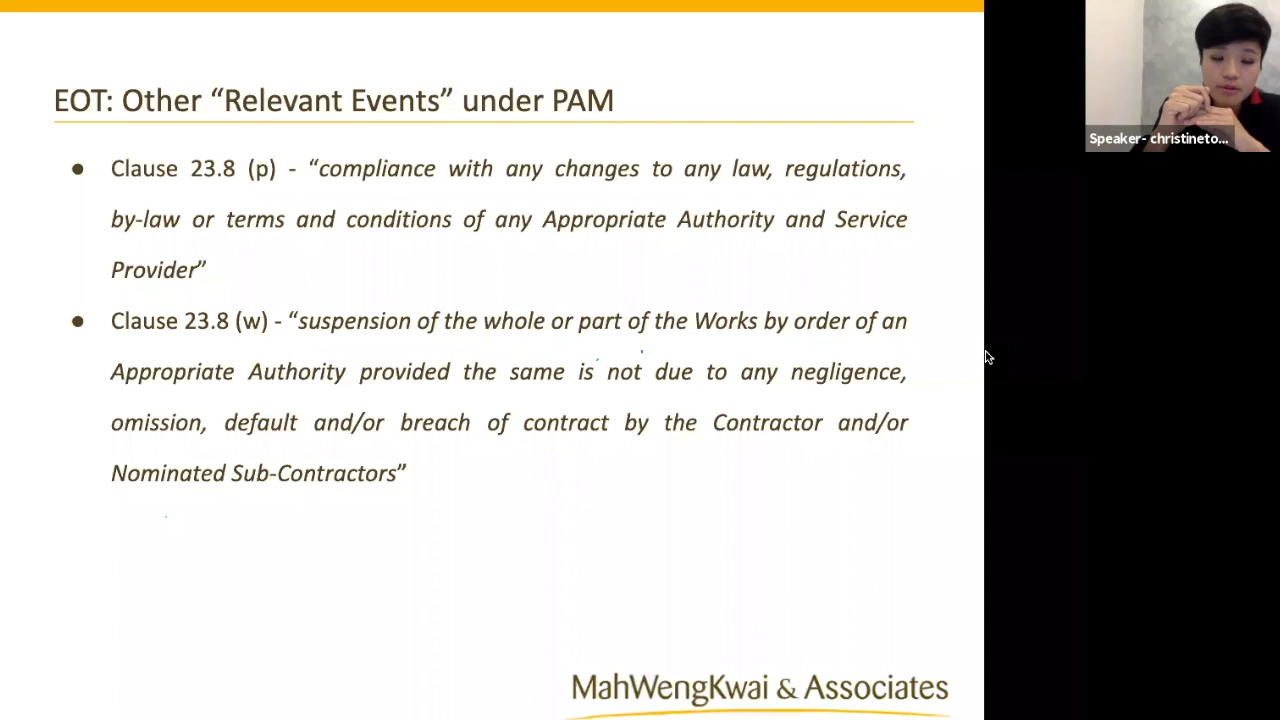 EOT: Other “Relevant Events” under PAM
● Clause 23.8 (p) - “compliance with any changes to any law, regulations,
by-law or terms and conditions of any Appropriate Authority and Service
Provider”
● Clause 23.8 (w) - “suspension of the whole or part of the Works by order of an
Appropriate Authority provided the same is not due to any negligence,
omission, default and/or breach of contract by the Contractor and/or
Nominated Sub-Contractors”
MahWengKwai & Associates
Speaker- christineto...